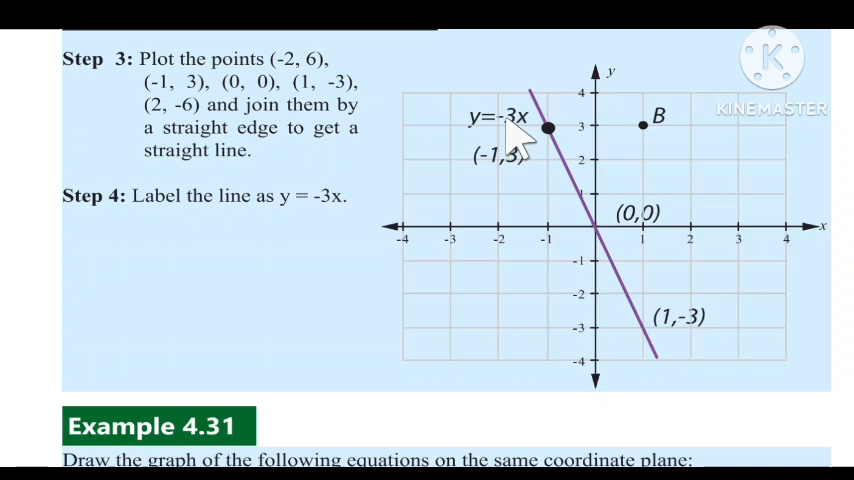 Step 3: Plot the points (-2, 6),
(-1, 3), (0, 0), (1, -3),
(2, -6) and join them by
a straight edge to get a
straight line.
Step 4: Label the line as y = -3x.
y
K
KINEMASTER
4
y=-3x
3
B
(-1,3)
2
1
(0,0)
x
-4 -3 -2 -1 1 2 3 4
-1
-2
(1,-3)
-3
-4
Example 4.31
Draw the graph of the following equations on the same coordinate plane: